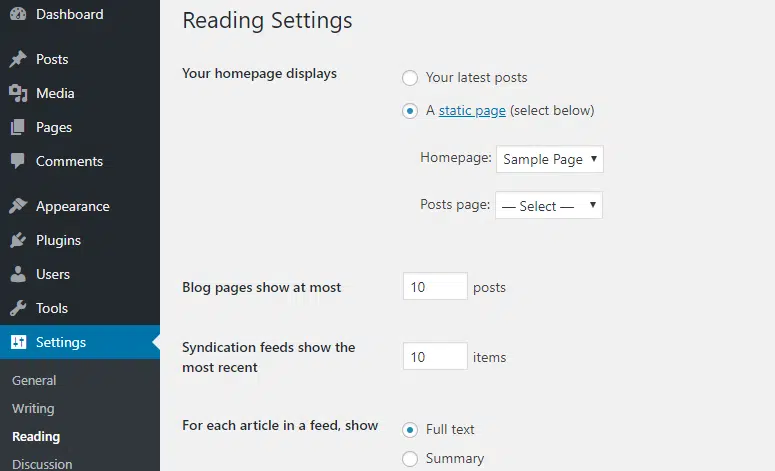 Dashboard
Posts
Media
Pages
Comments
Appearance
Plugins
Users
Tools
Settings
General
Writing
Reading
Discussion
Reading Settings
Your homepage displays
Your latest posts
A static page (select below)
Homepage: Sample Page
Posts page: — Select —
Blog pages show at most 10 posts
Syndication feeds show the
most recent
10 items
For each article in a feed, show
Full text
Summary